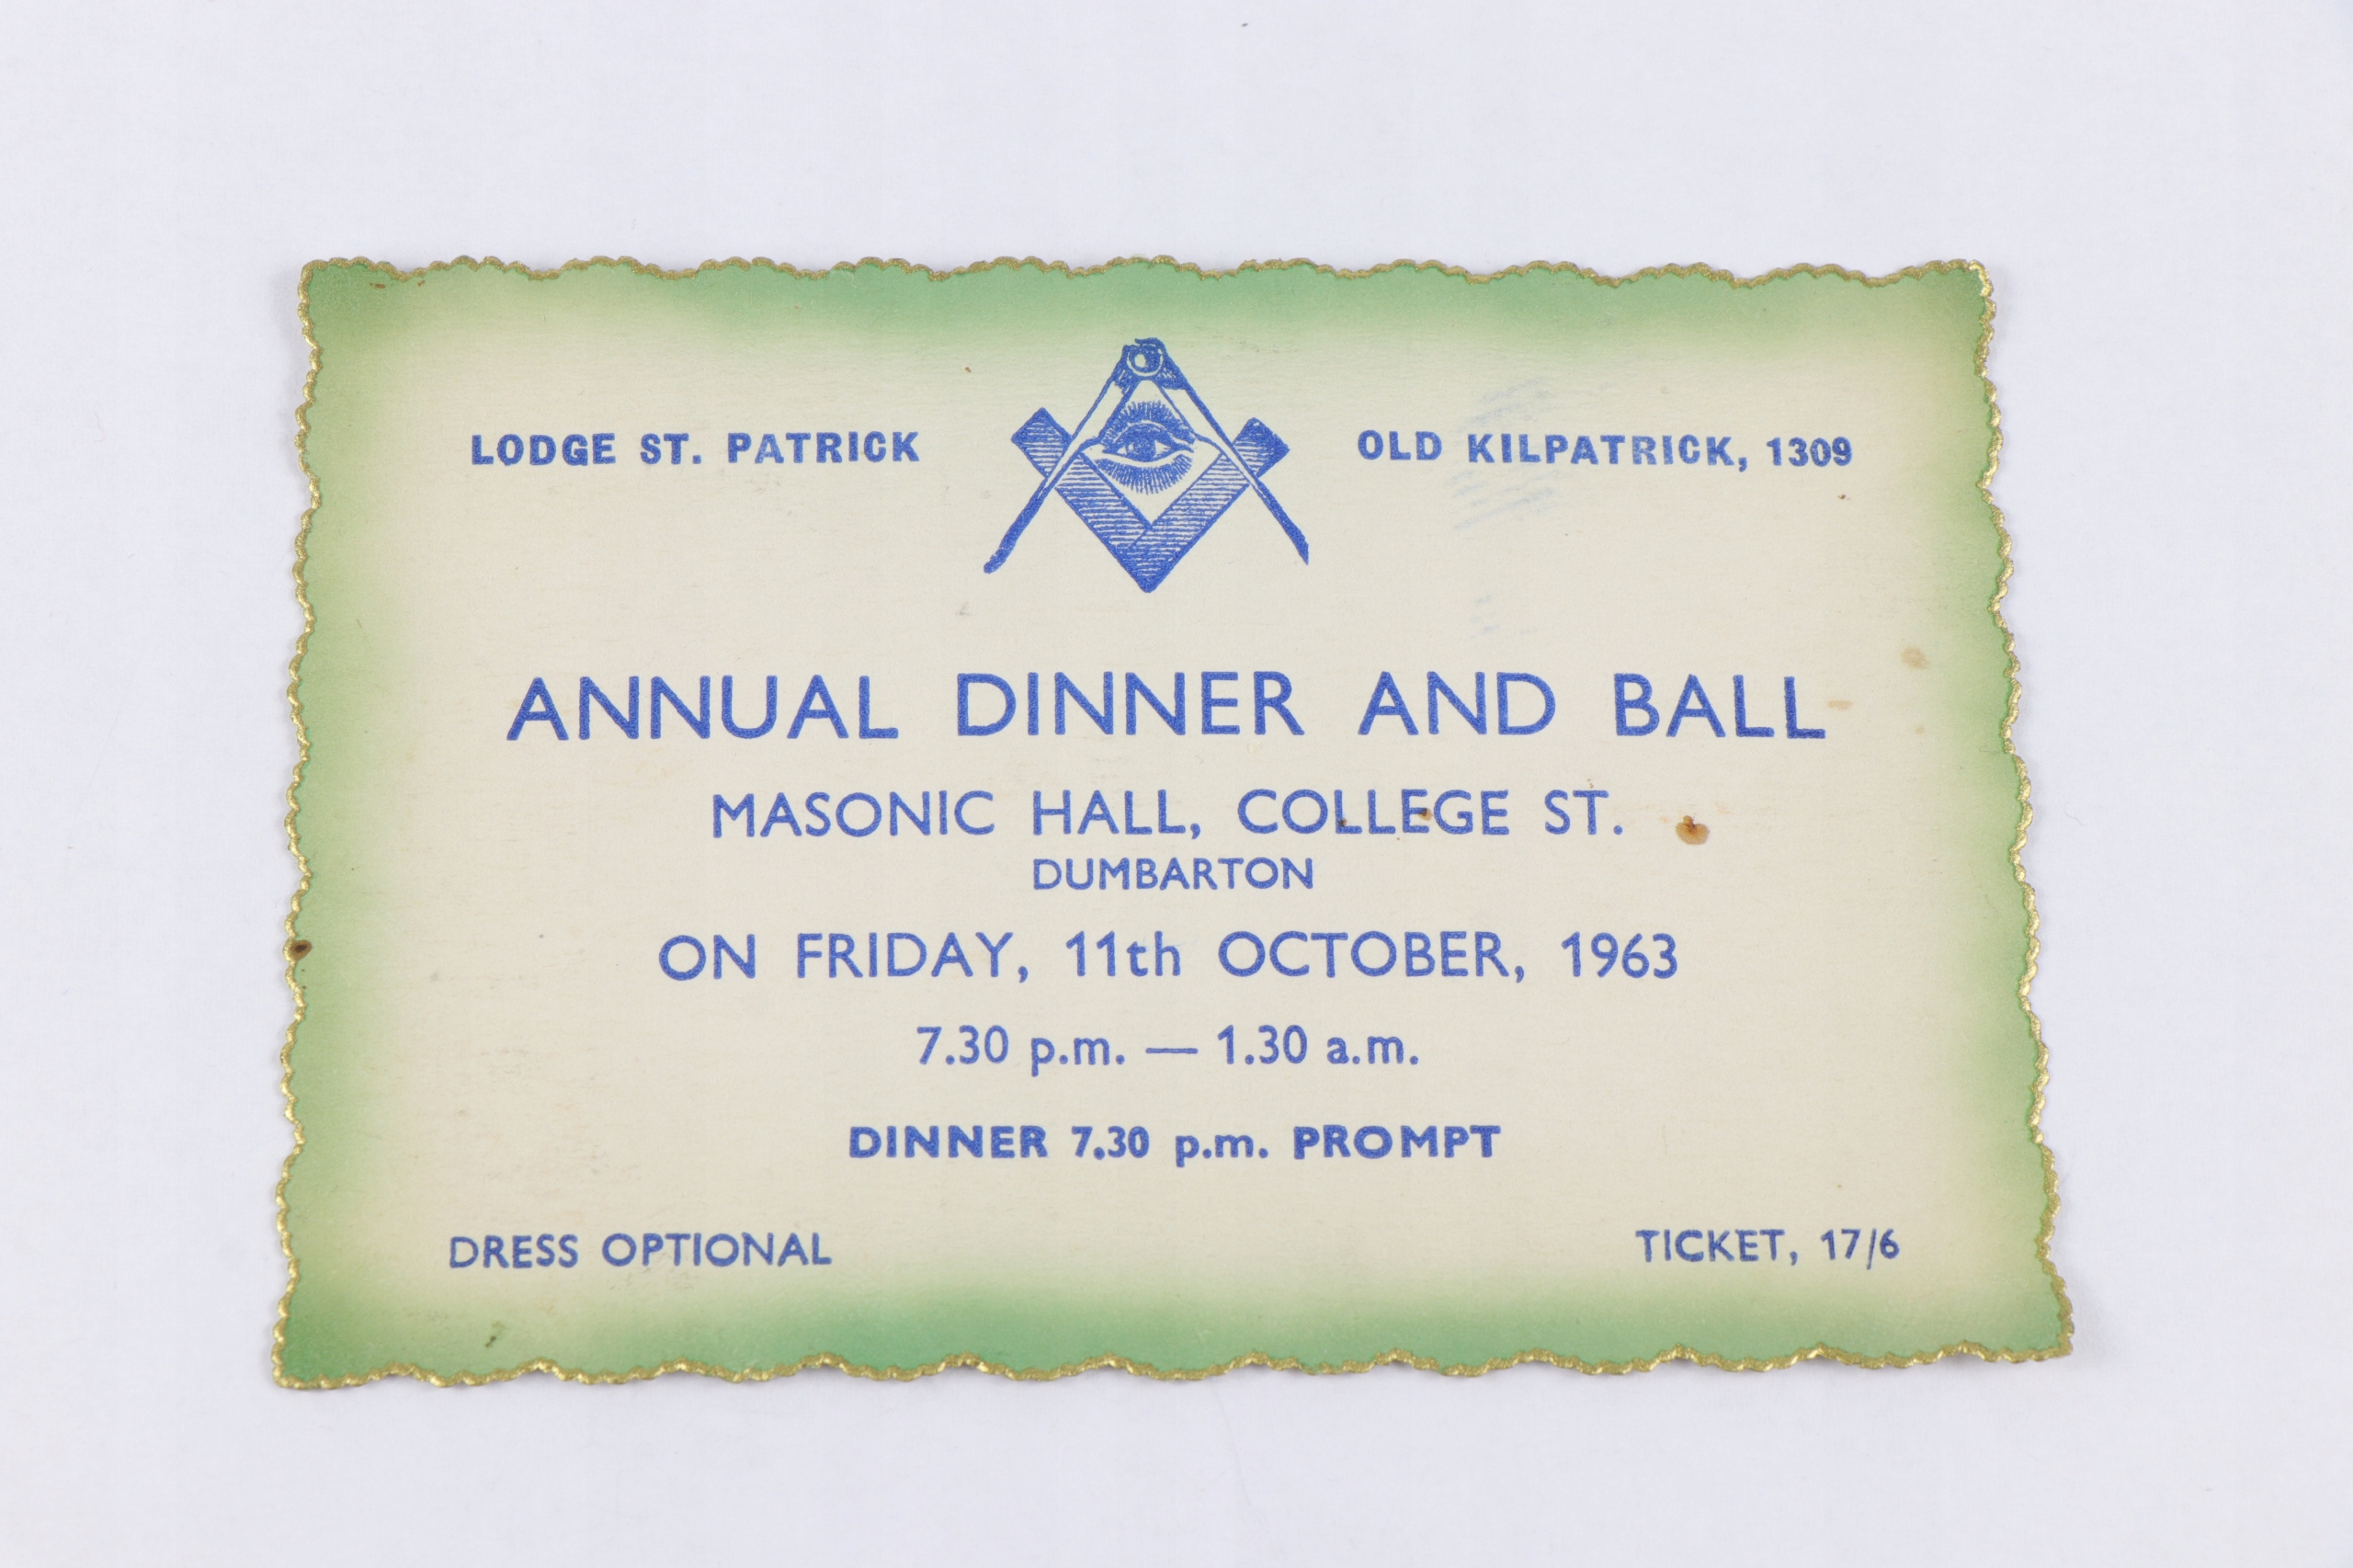 LODGE ST. PATRICK OLD KILPATRICK, 1309
ANNUAL DINNER AND BALL
MASONIC HALL, COLLEGE ST.
DUMBARTON
ON FRIDAY, 11th OCTOBER, 1963
7.30 p.m. — 1.30 a.m.
DINNER 7.30 p.m. PROMPT
DRESS OPTIONAL TICKET, 17/6